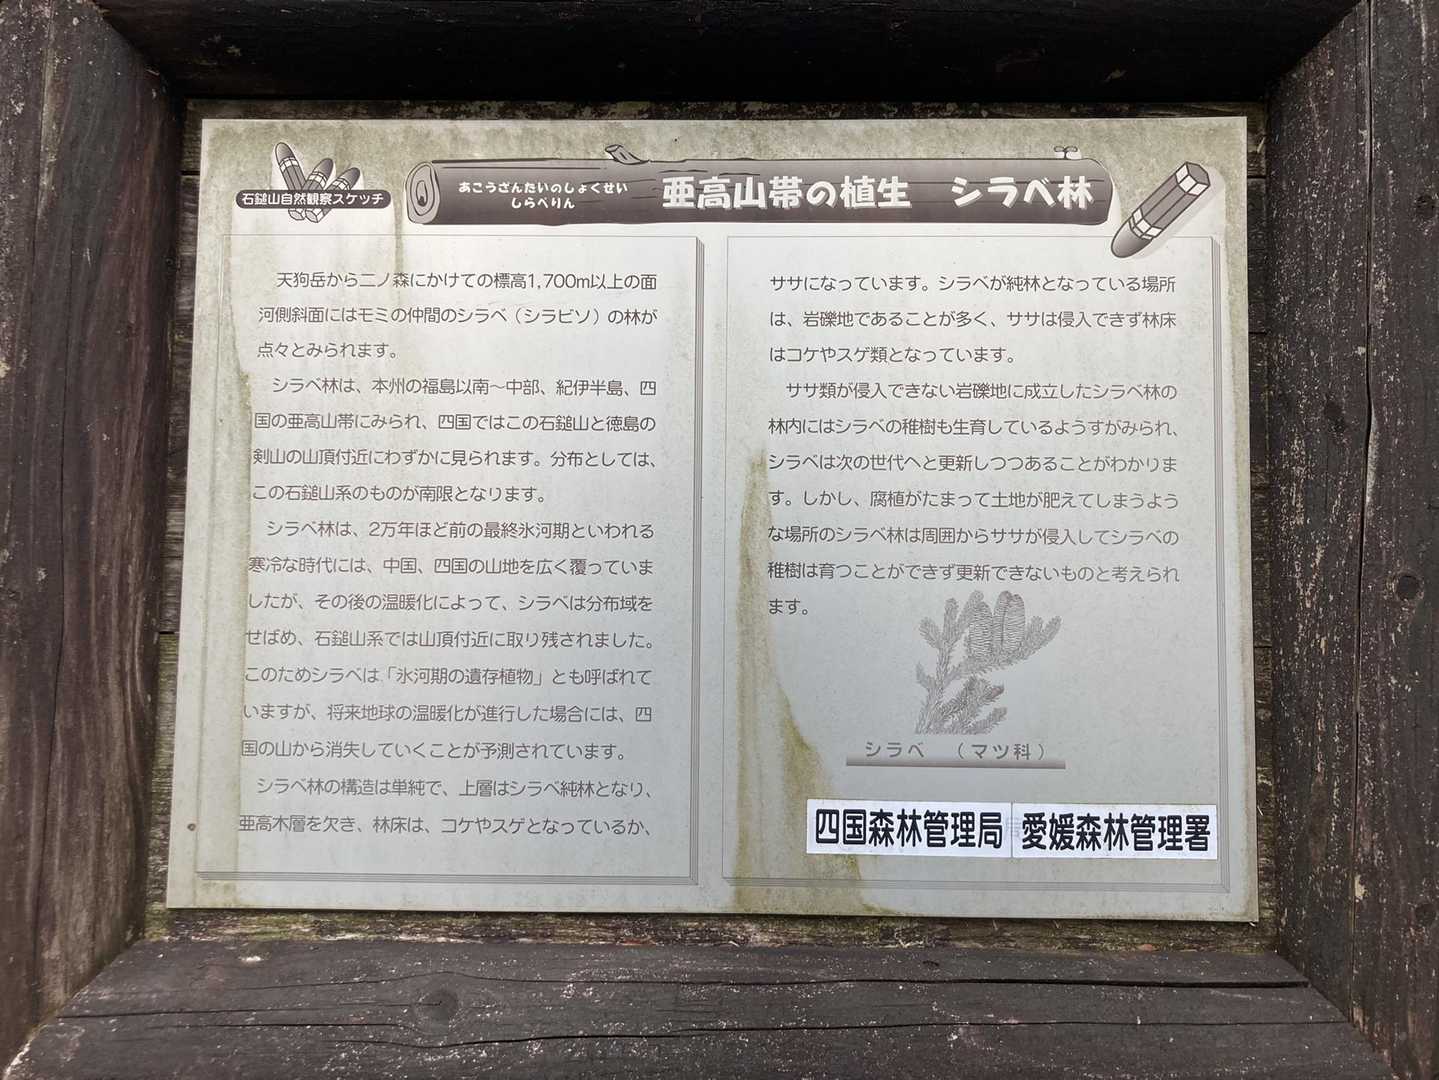 石鎚山自然観察スケッチ
あこうざんたいのしょくせい
しらべりん
亜高山帯の植生　シラベ林
天狗岳から二ノ森にかけての標高1,700m以上の面
河側斜面にはモミの仲間のシラベ（シラビソ）の林が
点々とみられます。
シラベ林は、本州の福島以南～中部、紀伊半島、四
国の亜高山帯にみられ、四国ではこの石鎚山と徳島の
剣山の山頂付近にわずかに見られます。分布としては、
この石鎚山系のものが南限となります。
シラベ林は、2万年ほど前の最終氷河期といわれる
寒冷な時代には、中国、四国の山地を広く覆っていま
したが、その後の温暖化によって、シラベは分布域を
せばめ、石鎚山系では山頂付近に取り残されました。
このためシラベは「氷河期の遺存植物」とも呼ばれて
いますが、将来地球の温暖化が進行した場合には、四
国の山から消失していくことが予測されています。
シラベ林の構造は単純で、上層はシラベ純林となり、
亜高木層を欠き、林床は、コケやスゲとなっているか、
ササになっています。シラベが純林となっている場所
は、岩礫地であることが多く、ササは侵入できず林床
はコケやスゲ類となっています。
ササ類が侵入できない岩礫地に成立したシラベ林の
林内にはシラベの稚樹も生育しているようすがみられ、
シラベは次の世代へと更新しつつあることがわかりま
す。しかし、腐植がたまって土地が肥えてしまうよう
な場所のシラベ林は周囲からササが侵入してシラベの
稚樹は育つことができず更新できないものと考えられ
ます。
シラベ　（マツ科）
四国森林管理局　愛媛森林管理署